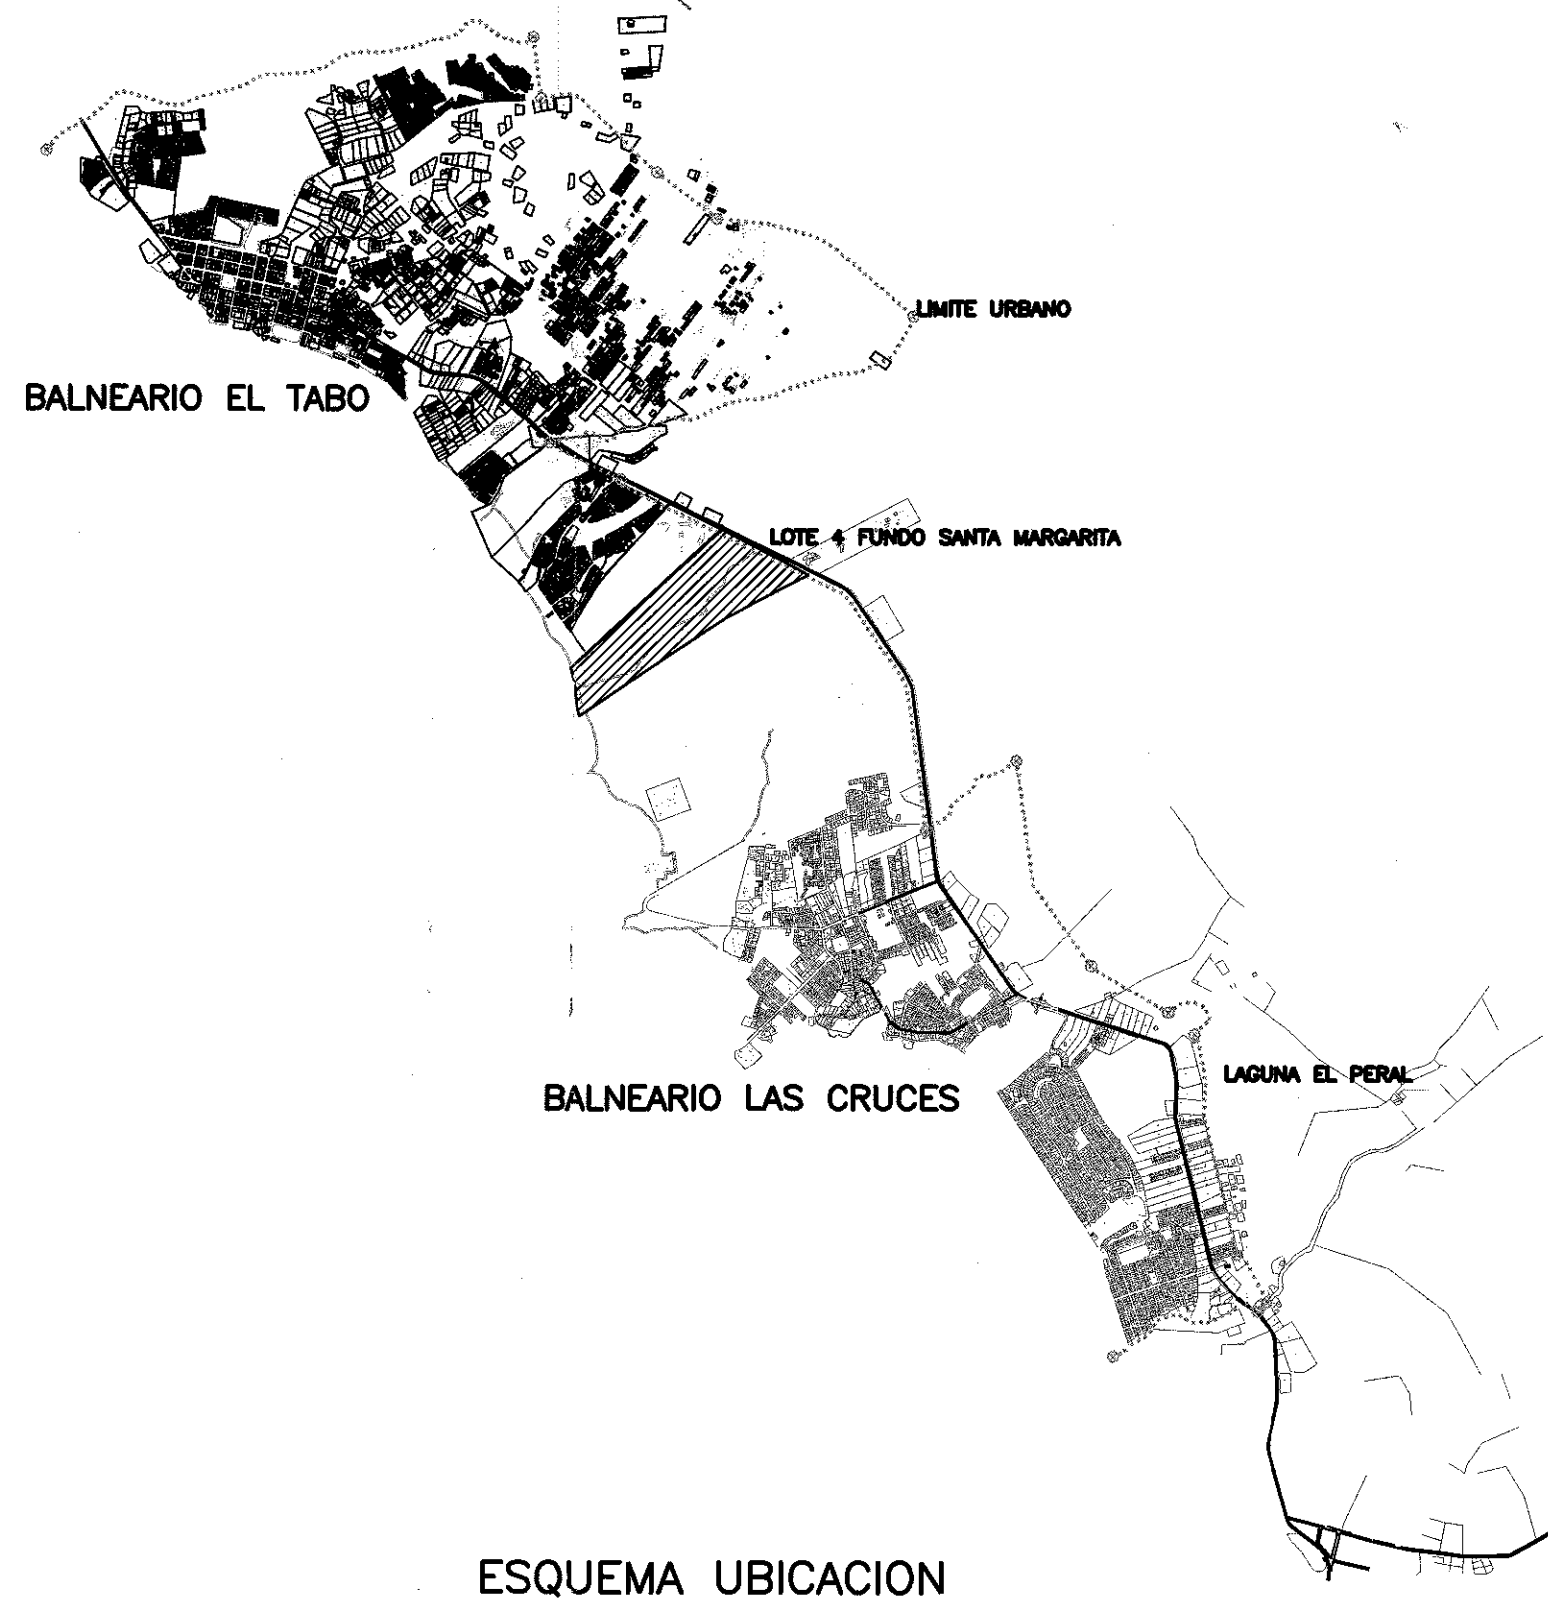 LIMITE URBANO
BALNEARIO EL TABO
LOTE 4 FUNDO SANTA MARGARITA
LAGUNA EL PERAL
BALNEARIO LAS CRUCES
ESQUEMA UBICACION